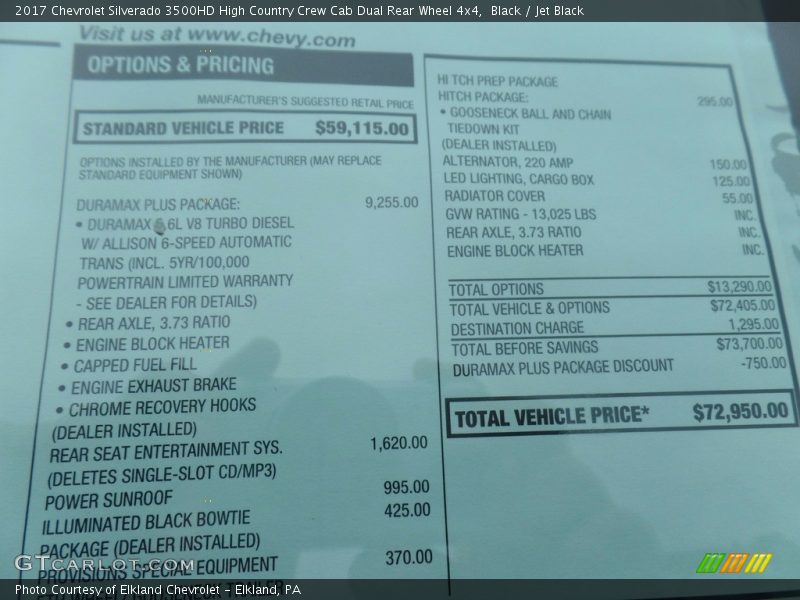 2017 Chevrolet Silverado 3500HD High Country Crew Cab Dual Rear Wheel 4x4, Black / Jet Black
Visit us at www.chevy.com
OPTIONS & PRICING
MANUFACTURER'S SUGGESTED RETAIL PRICE
STANDARD VEHICLE PRICE $59,115.00
OPTIONS INSTALLED BY THE MANUFACTURER (MAY REPLACE
STANDARD EQUIPMENT SHOWN)
DURAMAX PLUS PACKAGE: 9,255.00
• DURAMAX 6.6L V8 TURBO DIESEL
W/ ALLISON 6-SPEED AUTOMATIC
TRANS (INCL. 5YR/100,000
POWERTRAIN LIMITED WARRANTY
- SEE DEALER FOR DETAILS)
• REAR AXLE, 3.73 RATIO
• ENGINE BLOCK HEATER
• CAPPED FUEL FILL
• ENGINE EXHAUST BRAKE
• CHROME RECOVERY HOOKS
(DEALER INSTALLED)
REAR SEAT ENTERTAINMENT SYS. 1,620.00
(DELETES SINGLE-SLOT CD/MP3)
POWER SUNROOF 995.00
ILLUMINATED BLACK BOWTIE 425.00
PACKAGE (DEALER INSTALLED)
PROVISIONS SPECIAL EQUIPMENT 370.00
HITCH PREP PACKAGE
HITCH PACKAGE: 295.00
• GOOSENECK BALL AND CHAIN
TIEDOWN KIT
(DEALER INSTALLED)
ALTERNATOR, 220 AMP 150.00
LED LIGHTING, CARGO BOX 125.00
RADIATOR COVER 55.00
GVW RATING - 13,025 LBS INC.
REAR AXLE, 3.73 RATIO INC.
ENGINE BLOCK HEATER INC.
TOTAL OPTIONS $13,290.00
TOTAL VEHICLE & OPTIONS $72,405.00
DESTINATION CHARGE 1,295.00
TOTAL BEFORE SAVINGS $73,700.00
DURAMAX PLUS PACKAGE DISCOUNT -750.00
TOTAL VEHICLE PRICE* $72,950.00
GTCARLOT.COM
Photo Courtesy of Elkland Chevrolet - Elkland, PA